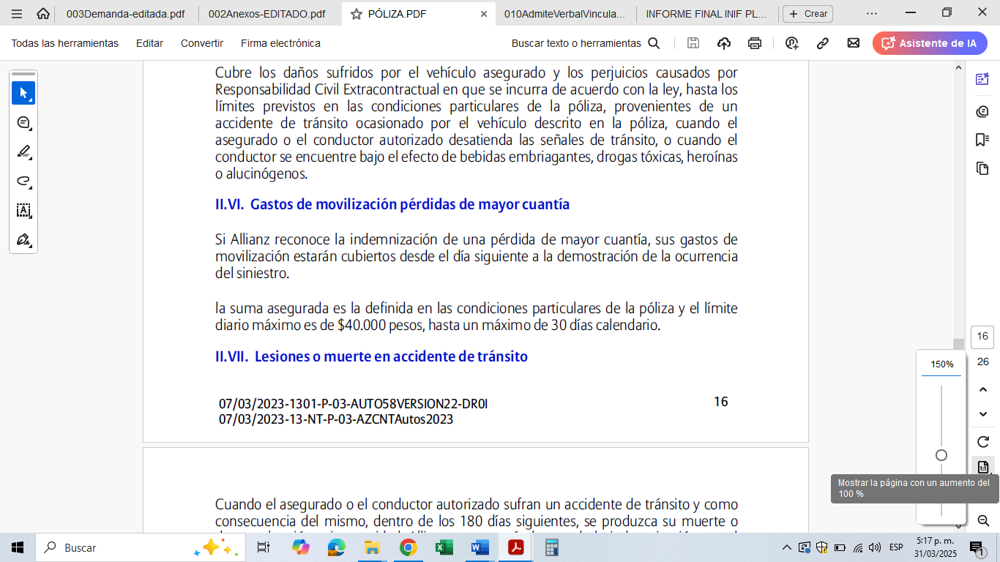 003Demanda-editada.pdf
002Anexos-EDITADO.pdf
PÓLIZA.PDF
010AdmiteVerbalVincula...
INFORME FINAL INIF PL...
Crear
Todas las herramientas
Editar
Convertir
Firma electrónica
Buscar texto o herramientas
Asistente de IA
Cubre los daños sufridos por el vehículo asegurado y los perjuicios causados por
Responsabilidad Civil Extracontractual en que se incurra de acuerdo con la ley, hasta los
límites previstos en las condiciones particulares de la póliza, provenientes de un
accidente de tránsito ocasionado por el vehículo descrito en la póliza, cuando el
asegurado o el conductor autorizado desatienda las señales de tránsito, o cuando el
conductor se encuentre bajo el efecto de bebidas embriagantes, drogas tóxicas, heroínas
o alucinógenos.
II.VI. Gastos de movilización pérdidas de mayor cuantía
Si Allianz reconoce la indemnización de una pérdida de mayor cuantía, sus gastos de
movilización estarán cubiertos desde el día siguiente a la demostración de la ocurrencia
del siniestro.
la suma asegurada es la definida en las condiciones particulares de la póliza y el límite
diario máximo es de $40.000 pesos, hasta un máximo de 30 días calendario.
II.VII. Lesiones o muerte en accidente de tránsito
07/03/2023-1301-P-03-AUTO58VERSION22-DR0I
16
07/03/2023-13-NT-P-03-AZCNTAutos2023
Cuando el asegurado o el conductor autorizado sufran un accidente de tránsito y como
consecuencia del mismo, dentro de los 180 días siguientes, se produzca su muerte o
16
26
150%
1:1
Mostrar la página con un aumento del
100 %
Buscar
ESP
5:17 p. m.
31/03/2025
1